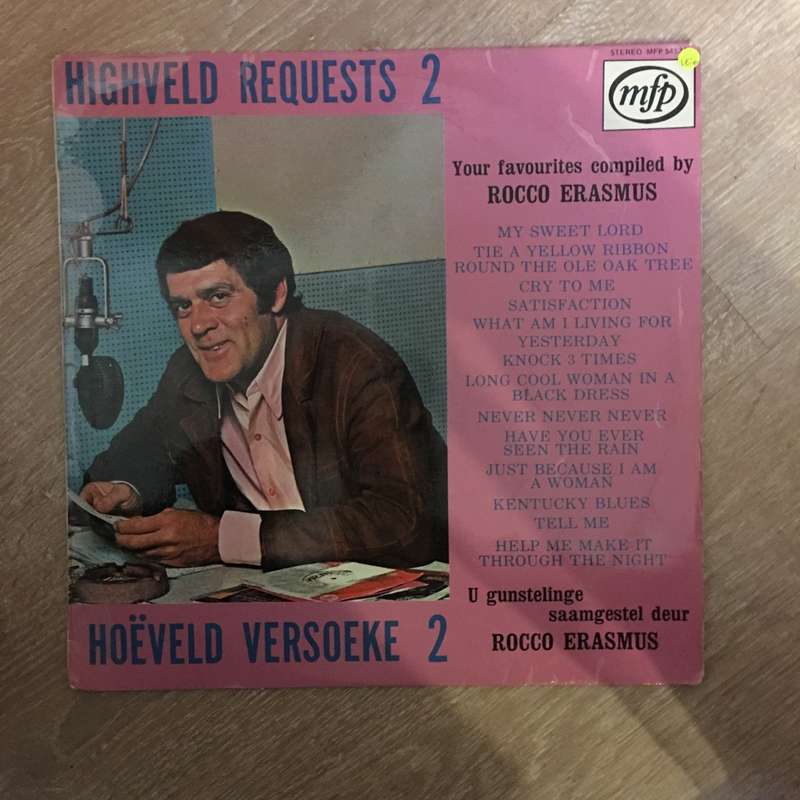 HIGHVELD REQUESTS 2
STEREO MFP
mfp
Your favourites compiled by
ROCCO ERASMUS
MY SWEET LORD
TIE A YELLOW RIBBON
ROUND THE OLE OAK TREE
CRY TO ME
SATISFACTION
WHAT AM I LIVING FOR
YESTERDAY
KNOCK 3 TIMES
LONG COOL WOMAN IN A
BLACK DRESS
NEVER NEVER NEVER
HAVE YOU EVER
SEEN THE RAIN
JUST BECAUSE I AM
A WOMAN
KENTUCKY BLUES
TELL ME
HELP ME MAKE IT
THROUGH THE NIGHT
U gunstelinge
saamgestel deur
ROCCO ERASMUS
HOËVELD VERSOEKE 2